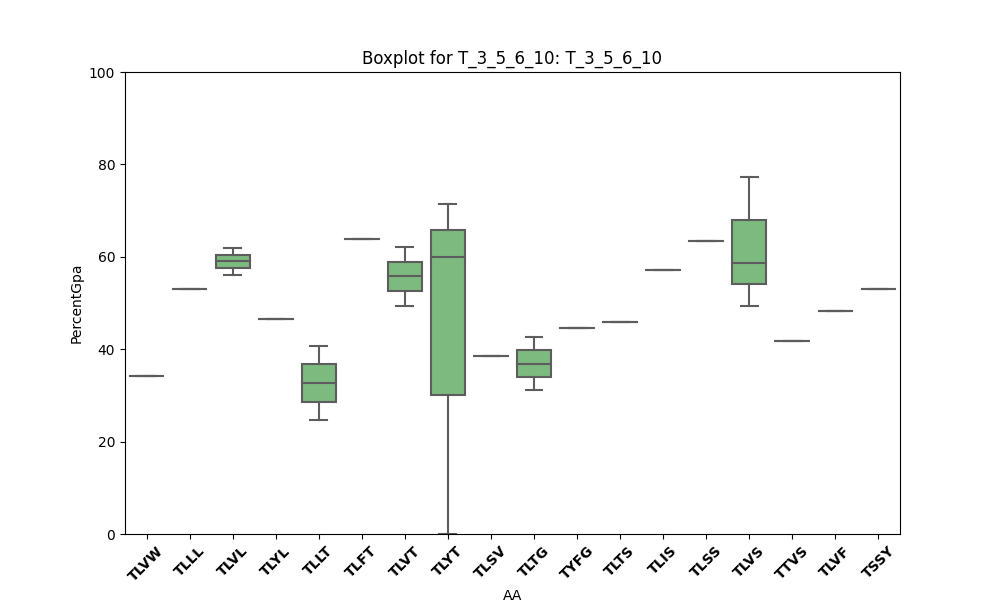 Boxplot for T_3_5_6_10: T_3_5_6_10
100
80
60
40
20
0
PercentGpa
TLVW TLLL TLVL TLYL TLLT TLFT TLVT TLYT TLSV TLTG TYFG TLTS TLIS TLSS TLVS TTVS TLVF TSSY
AA